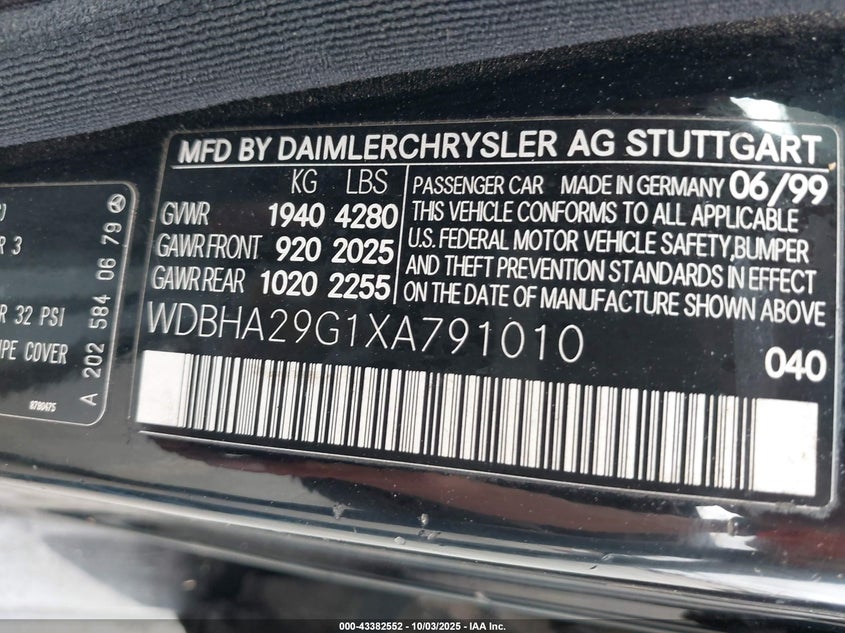 MFD BY DAIMLERCHRYSLER AG STUTTGART
KG LBS
GVWR 1940 4280
GAWR FRONT 920 2025
GAWR REAR 1020 2255
PASSENGER CAR MADE IN GERMANY 06/99
THIS VEHICLE CONFORMS TO ALL APPLICABLE
U.S. FEDERAL MOTOR VEHICLE SAFETY,BUMPER
AND THEFT PREVENTION STANDARDS IN EFFECT
ON THE DATE OF MANUFACTURE SHOWN ABOVE
WDBHA29G1XA791010
040
R 3
R 32 PSI
PE COVER
A 202 584 06 79
000-43382552 - 10/03/2025 - IAA Inc.